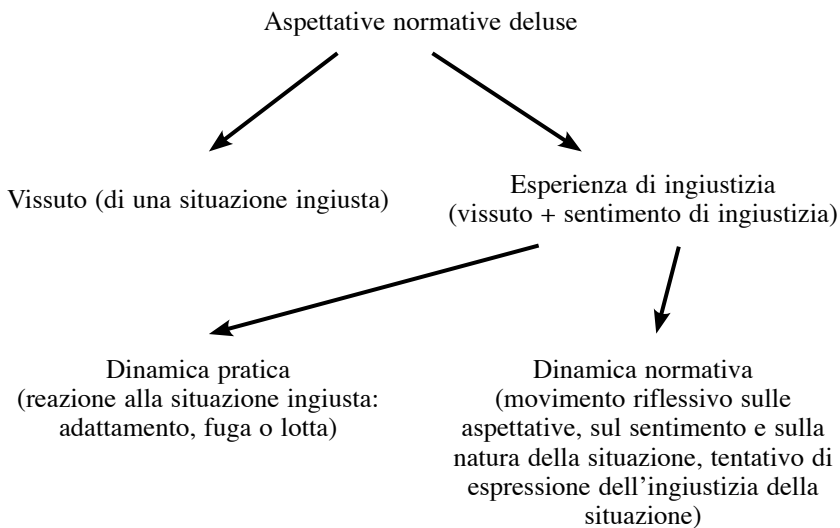 Aspettative normative deluse
Vissuto (di una situazione ingiusta)
Esperienza di ingiustizia
(vissuto + sentimento di ingiustizia)
Dinamica pratica
(reazione alla situazione ingiusta:
adattamento, fuga o lotta)
Dinamica normativa
(movimento riflessivo sulle
aspettative, sul sentimento e sulla
natura della situazione, tentativo di
espressione dell'ingiustizia della
situazione)